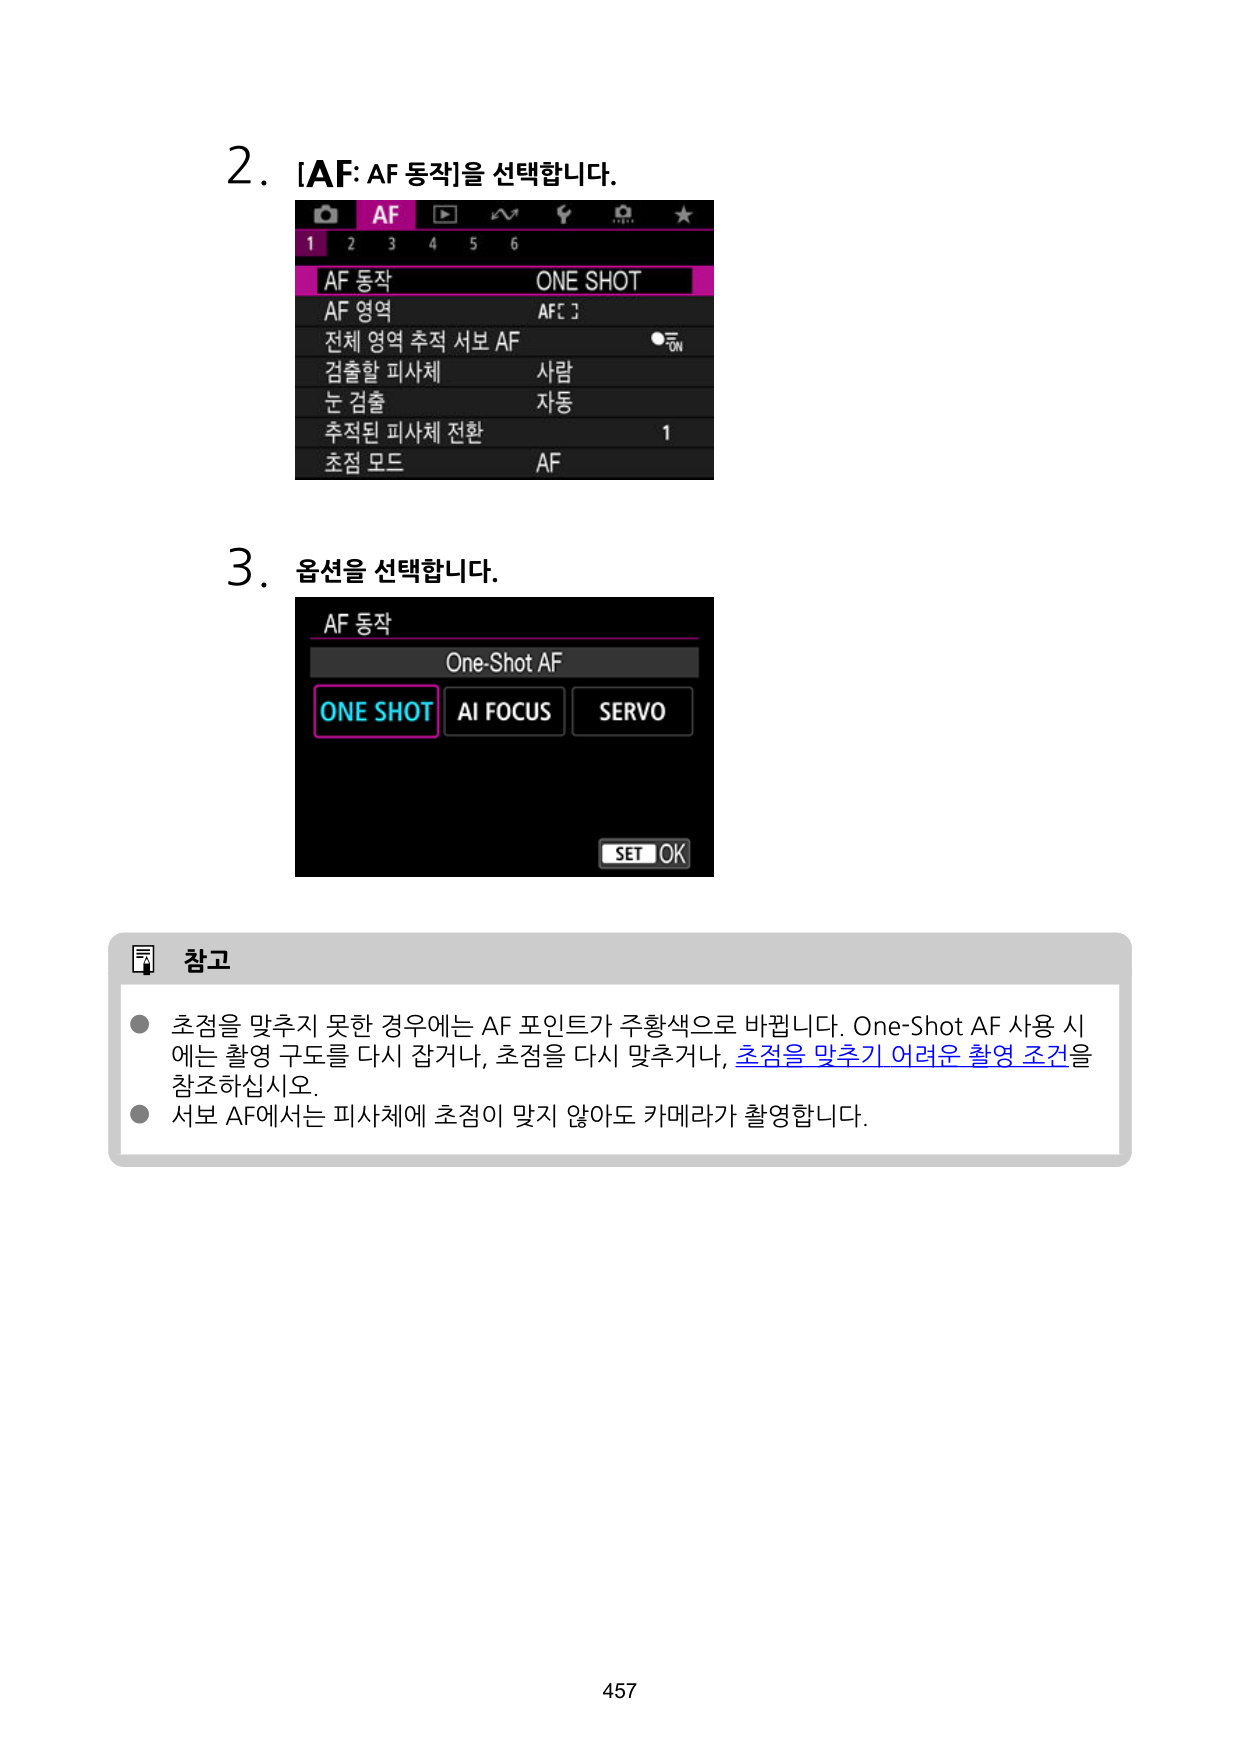 2. [AF: AF 동작]을 선택합니다.
AF
1 2 3 4 5 6
AF 동작 ONE SHOT
AF 영역 AF[ ]
전체 영역 추적 서보 AF ON
검출할 피사체 사람
눈 검출 자동
추적된 피사체 전환 1
초점 모드 AF
3. 옵션을 선택합니다.
AF 동작
One-Shot AF
ONE SHOT AI FOCUS SERVO
SET OK
참고
● 초점을 맞추지 못한 경우에는 AF 포인트가 주황색으로 바뀝니다. One-Shot AF 사용 시
에는 촬영 구도를 다시 잡거나, 초점을 다시 맞추거나, 초점을 맞추기 어려운 촬영 조건을
참조하십시오.
● 서보 AF에서는 피사체에 초점이 맞지 않아도 카메라가 촬영합니다.
457